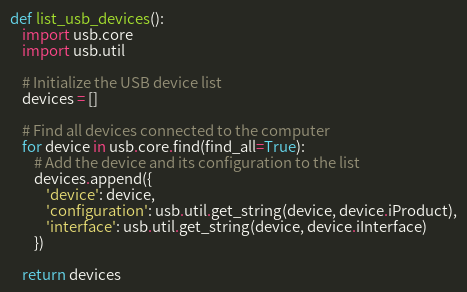 def list_usb_devices():
    import usb.core
    import usb.util

    # Initialize the USB device list
    devices = []

    # Find all devices connected to the computer
    for device in usb.core.find(find_all=True):
        # Add the device and its configuration to the list
        devices.append({
            'device': device,
            'configuration': usb.util.get_string(device, device.iProduct),
            'interface': usb.util.get_string(device, device.iInterface)
        })

    return devices